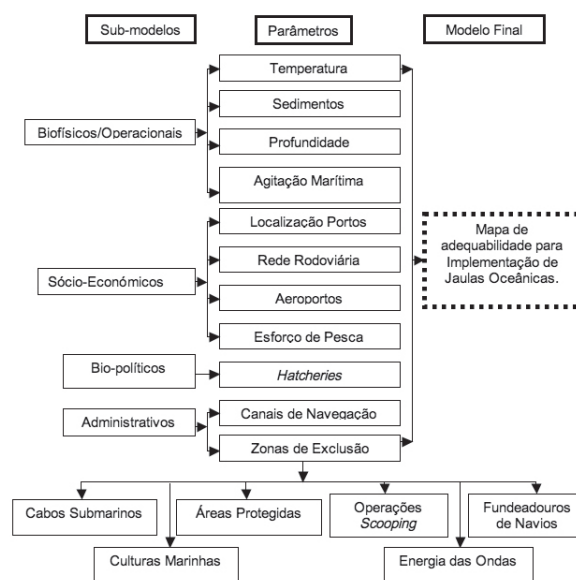 Sub-modelos
Parâmetros
Modelo Final
Temperatura
Sedimentos
Biofísicos/Operacionais
Profundidade
Agitação Marítima
Localização Portos
Mapa de
adequabilidade para
Implementação de
Jaulas Oceânicas.
Rede Rodoviária
Sócio-Económicos
Aeroportos
Esforço de Pesca
Bio-políticos
Hatcheries
Administrativos
Canais de Navegação
Zonas de Exclusão
Cabos Submarinos
Áreas Protegidas
Operações
Scooping
Fundeadouros
de Navios
Culturas Marinhas
Energia das Ondas